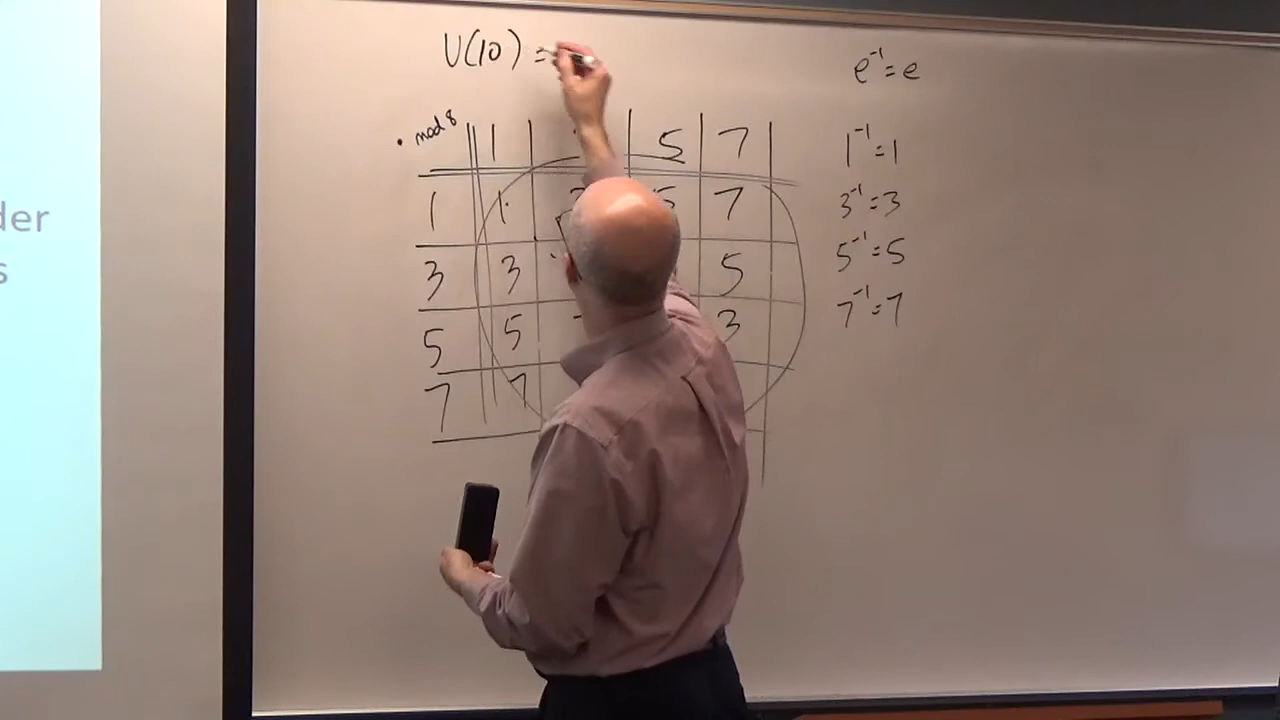 der
s
U(10) =
e⁻¹ = e
• mod 8 1 5 7
1⁻¹ = 1
1 1 7
3⁻¹ = 3
3 3 5
5⁻¹ = 5
5 5 3
7⁻¹ = 7
7 7